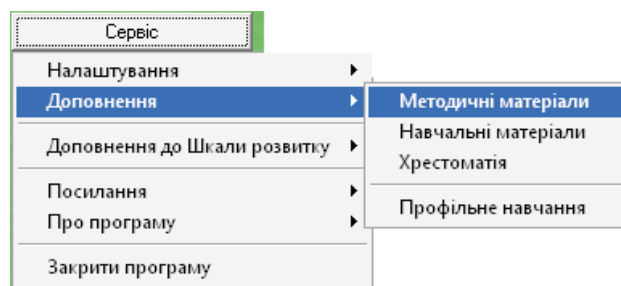 Сервіс
Налаштування
Доповнення
Доповнення до Шкали розвитку
Посилання
Про програму
Закрити програму
Методичні матеріали
Навчальні матеріали
Хрестоматія
Профільне навчання